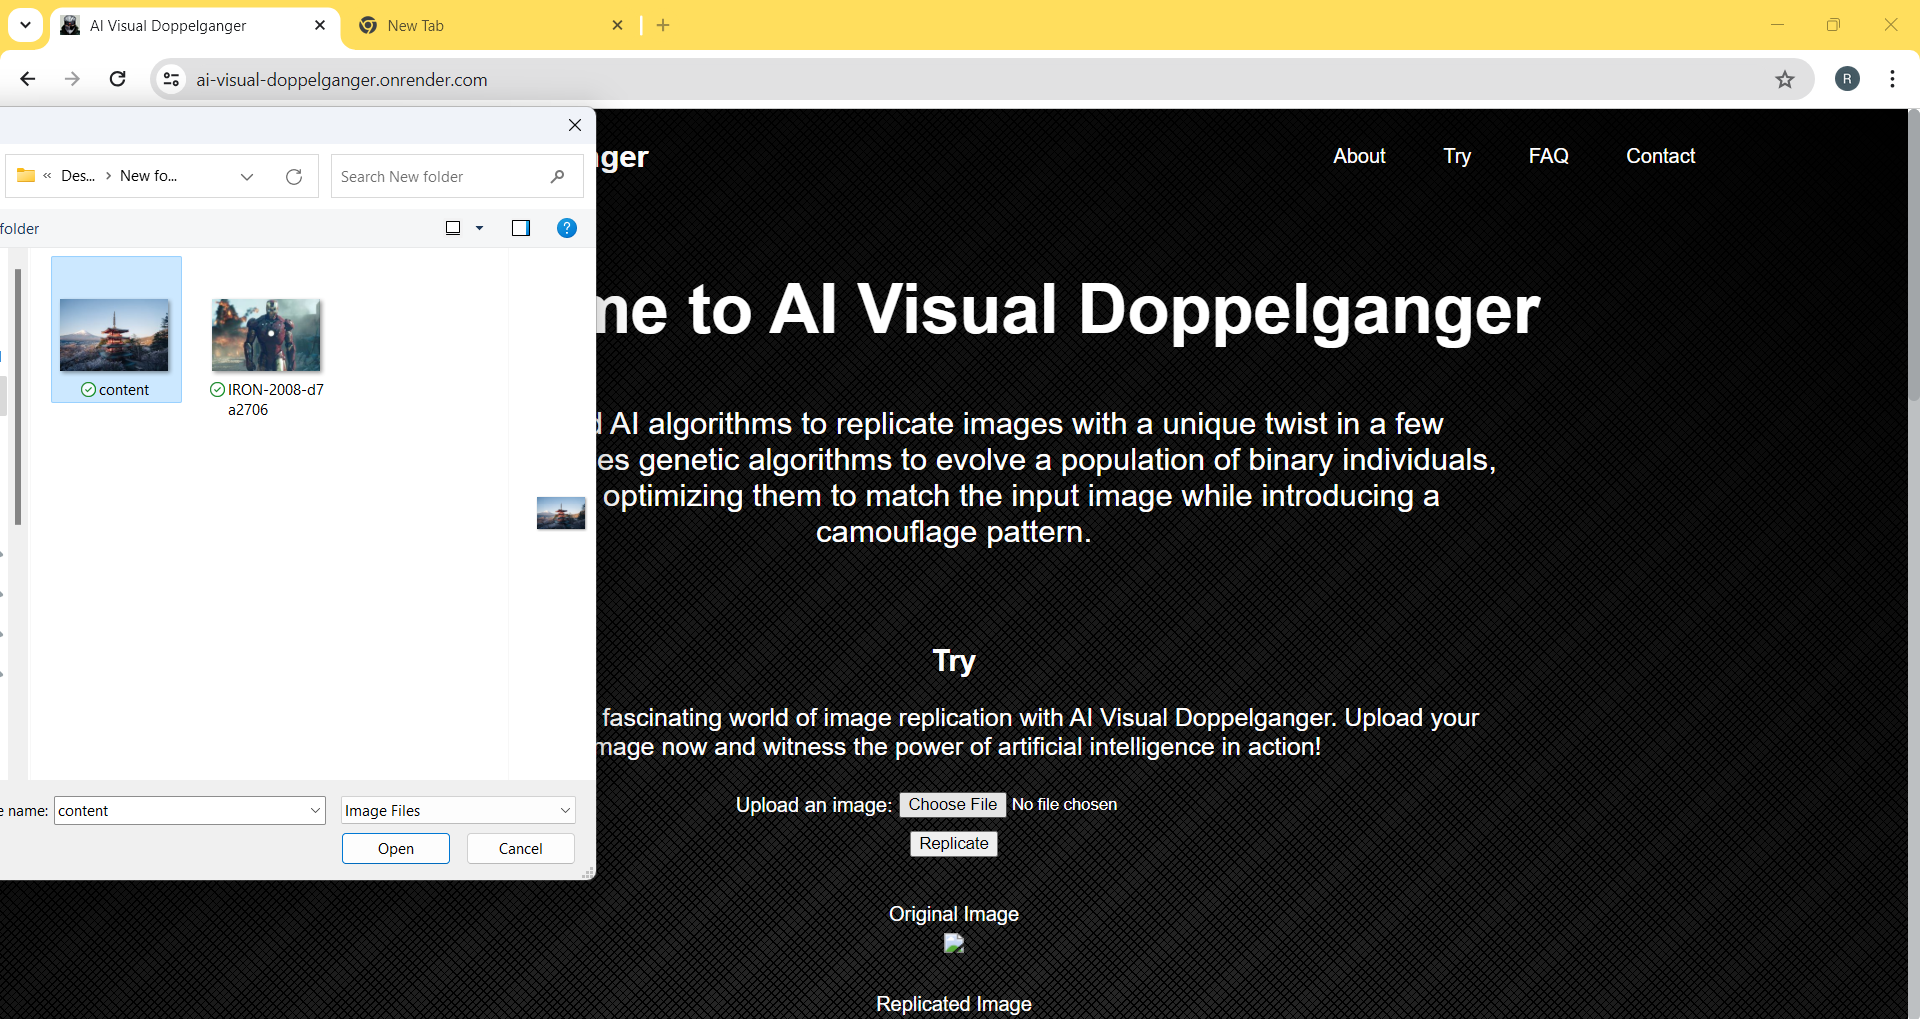 AI Visual Doppelganger
New Tab
ai-visual-doppelganger.onrender.com
R
Des... New fo...
Search New folder
folder
?
content
IRON-2008-d7
a2706
e name: content
Image Files
Open
Cancel
nger
About
Try
FAQ
Contact
me to AI Visual Doppelganger
d AI algorithms to replicate images with a unique twist in a few
es genetic algorithms to evolve a population of binary individuals,
optimizing them to match the input image while introducing a
camouflage pattern.
Try
fascinating world of image replication with AI Visual Doppelganger. Upload your
mage now and witness the power of artificial intelligence in action!
Upload an image: Choose File No file chosen
Replicate
Original Image
Replicated Image